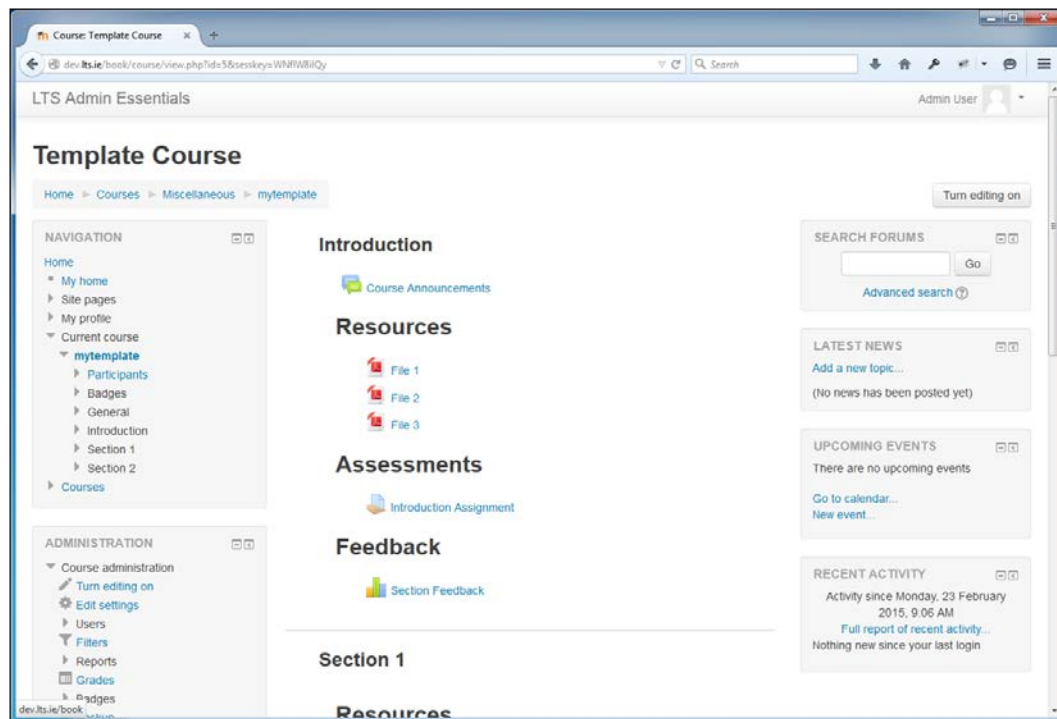 Course: Template Course
dev.lts.ie/book/course/view.php?id=5&sesskey=WNfIW8iIQy
Search
LTS Admin Essentials
Admin User
Template Course
Home Courses Miscellaneous mytemplate
Turn editing on
NAVIGATION
Home
My home
Site pages
My profile
Current course
mytemplate
Participants
Badges
General
Introduction
Section 1
Section 2
Courses
ADMINISTRATION
Course administration
Turn editing on
Edit settings
Users
Filters
Reports
Grades
Badges
dev.lts.ie/book
Introduction
Course Announcements
Resources
File 1
File 2
File 3
Assessments
Introduction Assignment
Feedback
Section Feedback
Section 1
Resources
SEARCH FORUMS
Go
Advanced search
LATEST NEWS
Add a new topic...
(No news has been posted yet)
UPCOMING EVENTS
There are no upcoming events
Go to calendar...
New event...
RECENT ACTIVITY
Activity since Monday, 23 February
2015, 9:06 AM
Full report of recent activity...
Nothing new since your last login